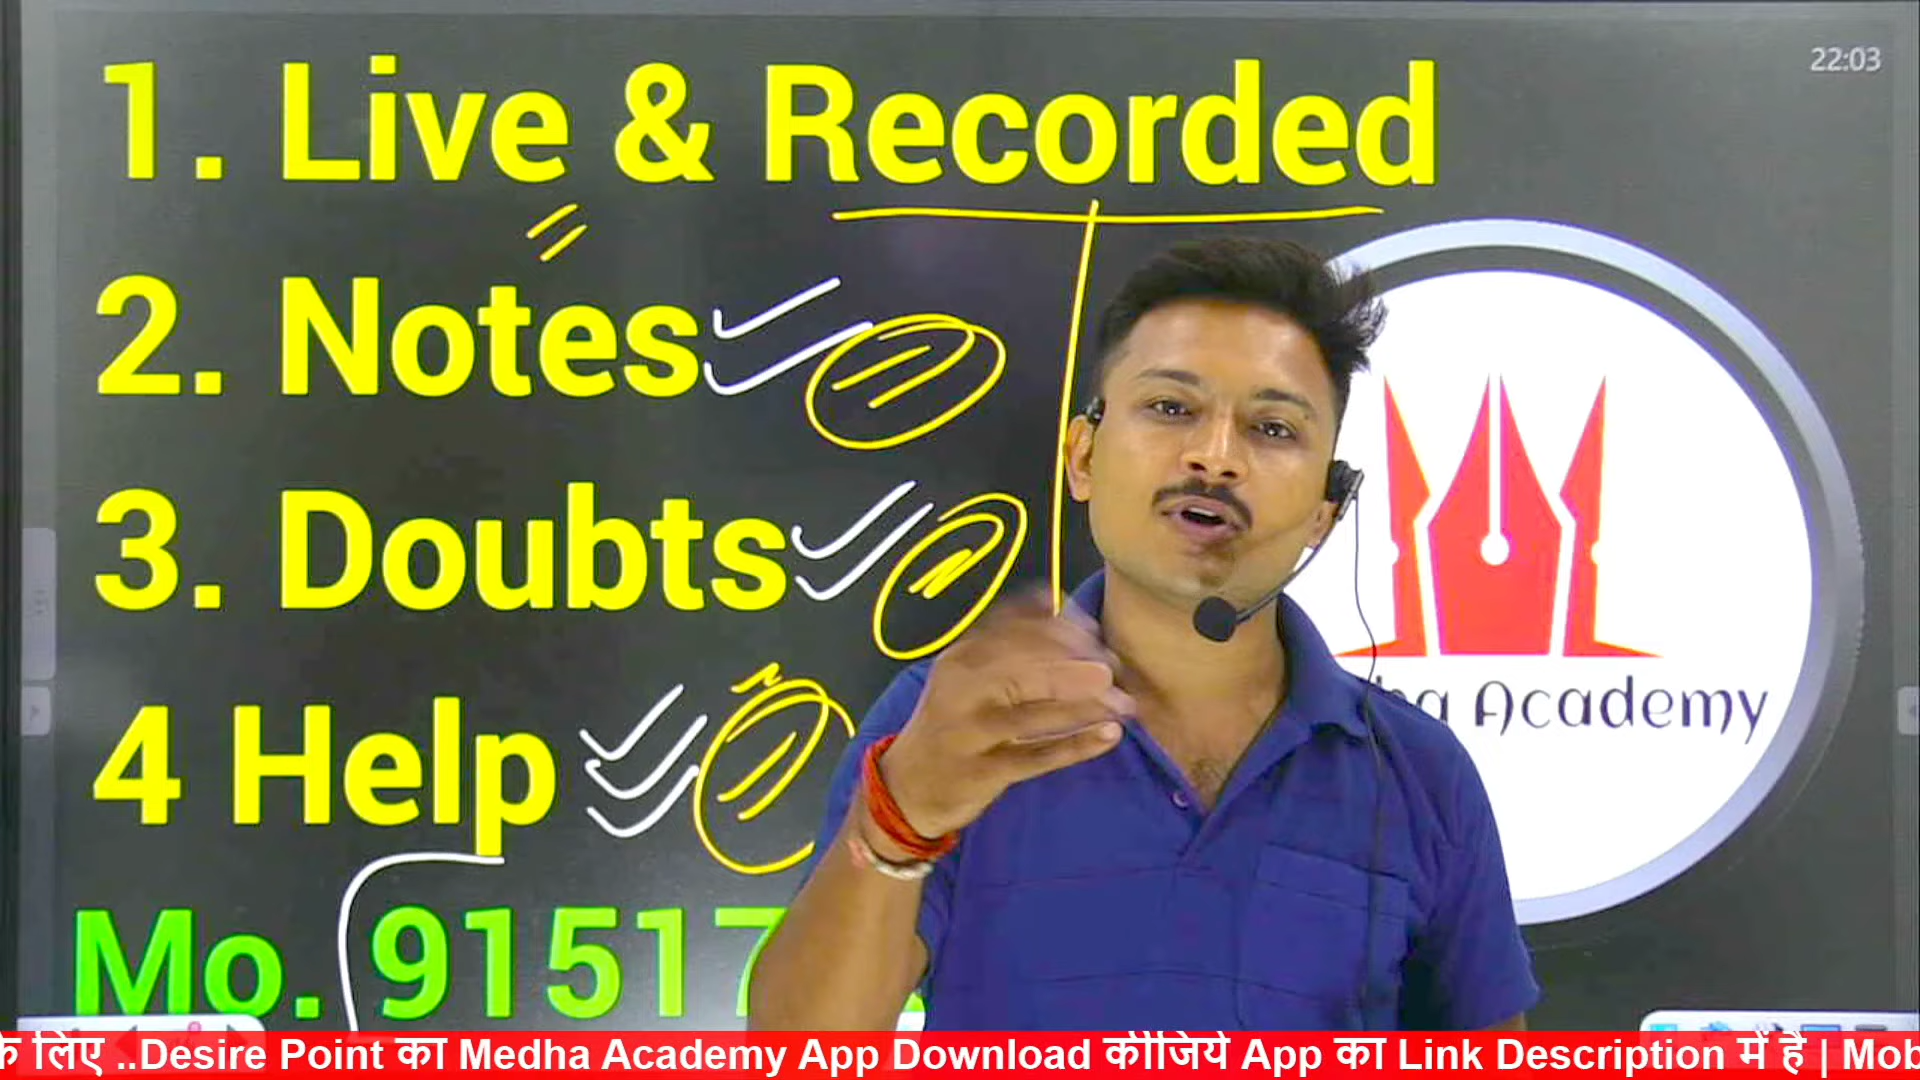 22:03
1. Live & Recorded
2. Notes
3. Doubts
4 Help
Academy
Mo. 91517
के लिए ..Desire Point का Medha Academy App Download कीजिये App का Link Description में है | Mob